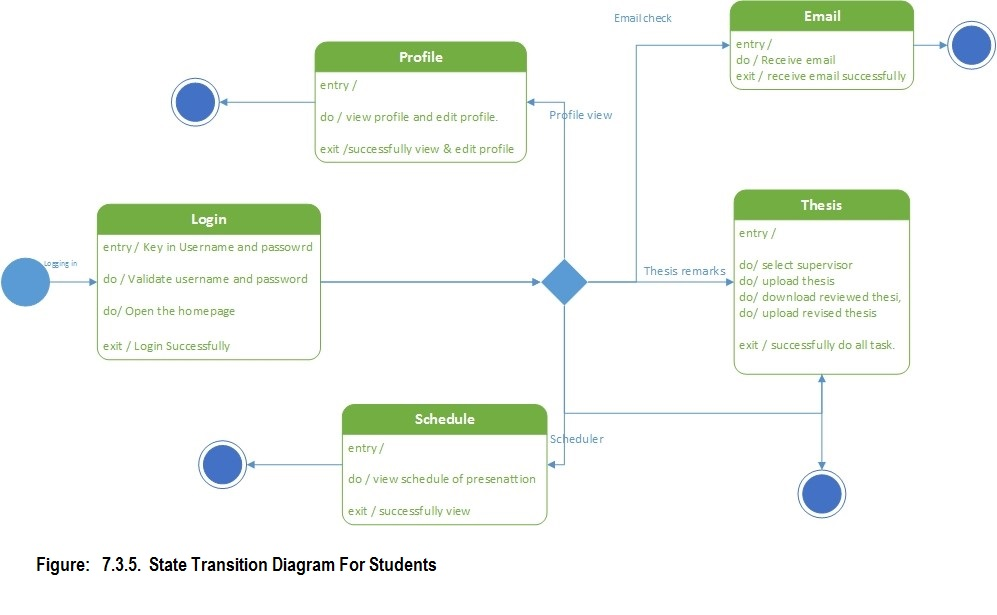 Email check
Email
entry /
do / Receive email
exit / receive email successfully
Profile
entry /
do / view profile and edit profile.
exit /successfully view & edit profile
Profile view
Login
entry / Key in Username and passowrd
do / Validate username and password
do/ Open the homepage
exit / Login Successfully
Logging in
Thesis remarks
Thesis
entry /
do/ select supervisor
do/ upload thesis
do/ download reviewed thesi,
do/ upload revised thesis
exit / successfully do all task.
Schedule
entry /
do / view schedule of presenattion
exit / successfully view
Scheduler
Figure: 7.3.5. State Transition Diagram For Students